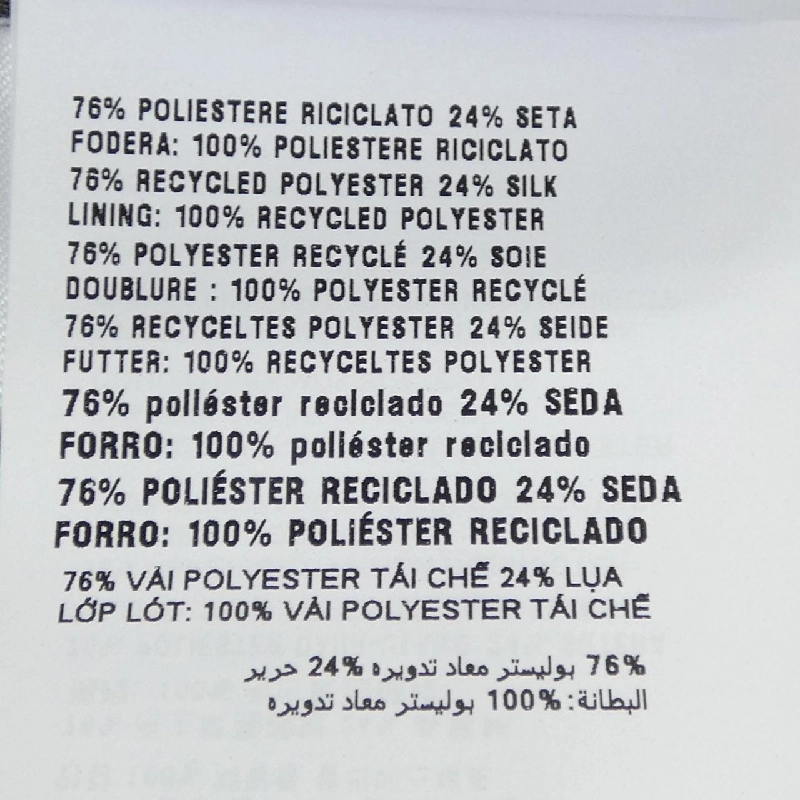 76% POLIESTERE RICICLATO 24% SETA
FODERA: 100% POLIESTERE RICICLATO
76% RECYCLED POLYESTER 24% SILK
LINING: 100% RECYCLED POLYESTER
76% POLYESTER RECYCLÉ 24% SOIE
DOUBLURE : 100% POLYESTER RECYCLÉ
76% RECYCELTES POLYESTER 24% SEIDE
FUTTER: 100% RECYCELTES POLYESTER
76% poliéster reciclado 24% SEDA
FORRO: 100% poliéster reciclado
76% POLIÉSTER RECICLADO 24% SEDA
FORRO: 100% POLIÉSTER RECICLADO
76% VẢI POLYESTER TÁI CHẾ 24% LỤA
LỚP LÓT: 100% VẢI POLYESTER TÁI CHẾ
76% بوليستر معاد تدويره 24% حرير
البطانة: 100% بوليستر معاد تدويره